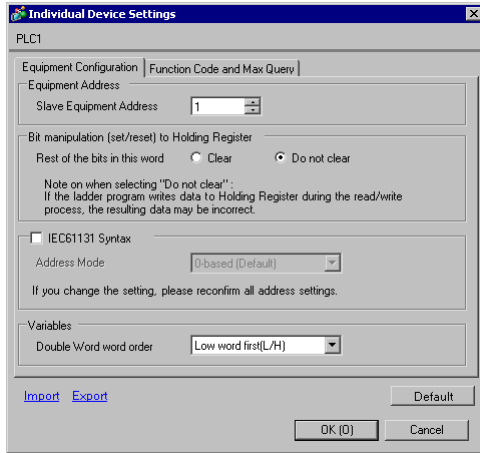 Individual Device Settings
PLC1
Equipment Configuration Function Code and Max Query
Equipment Address
Slave Equipment Address 1
Bit manipulation (set/reset) to Holding Register
Rest of the bits in this word Clear Do not clear
Note on when selecting "Do not clear" :
If the ladder program writes data to Holding Register during the read/write
process, the resulting data may be incorrect.
IEC61131 Syntax
Address Mode 0-based (Default)
If you change the setting, please reconfirm all address settings.
Variables
Double Word word order Low word first(L/H)
Import Export Default
OK (O) Cancel